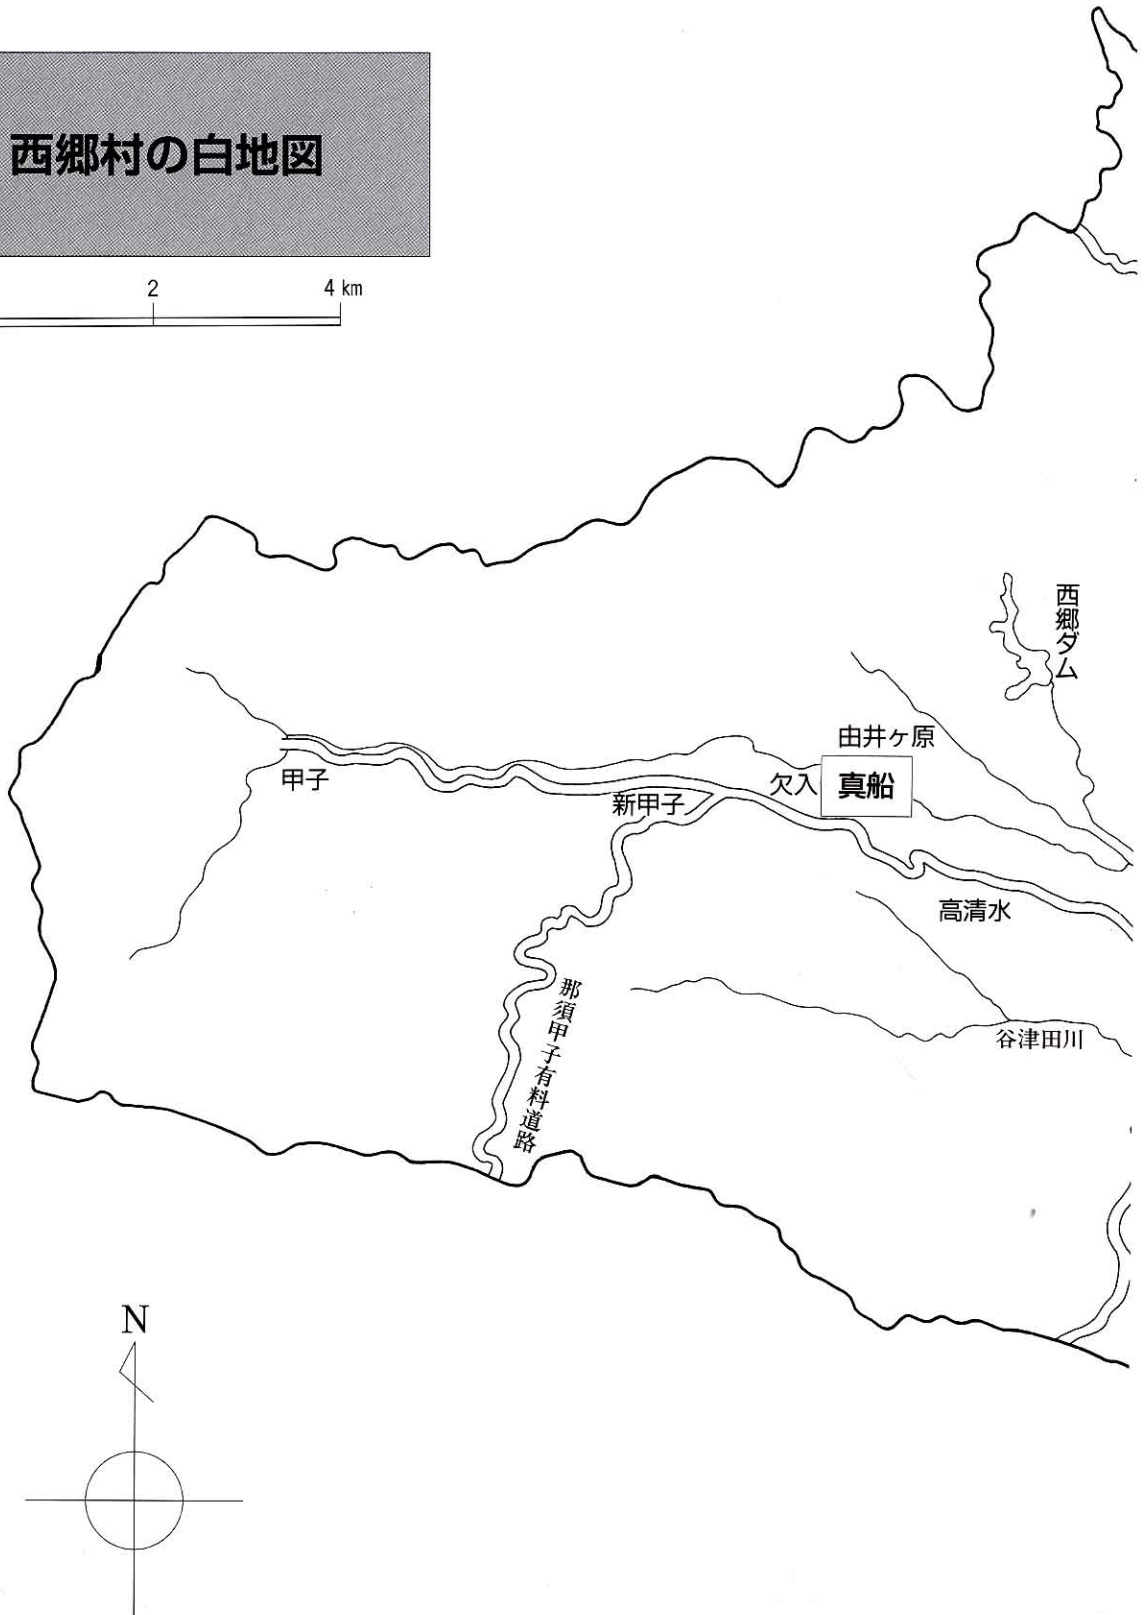 西郷村の白地図
2
4 km
西郷ダム
由井ヶ原
甲子
欠入
真船
新甲子
高清水
那須甲子有料道路
谷津田川
N